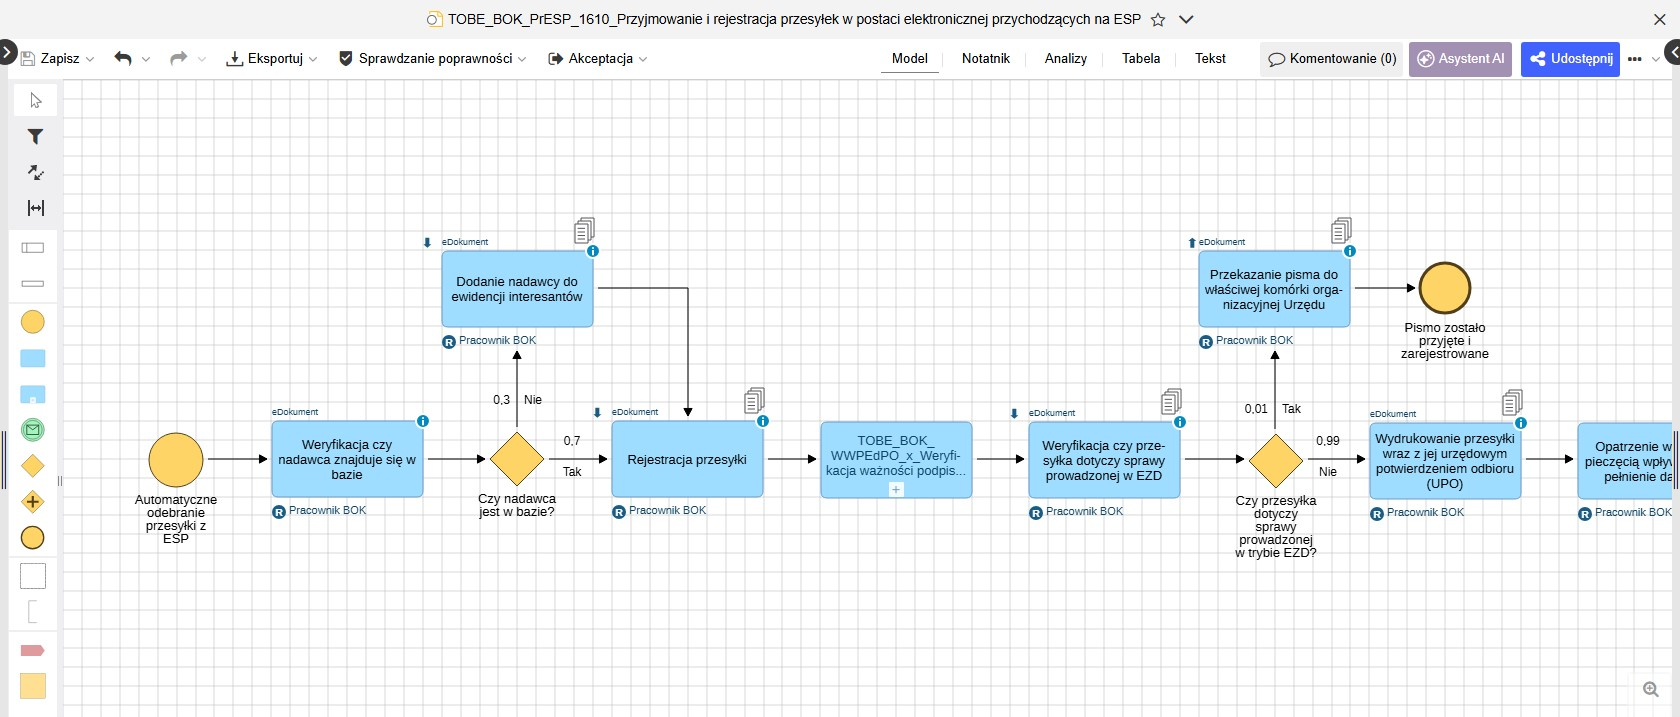 TOBE_BOK_PrESP_1610_Przyjmowanie i rejestracja przesyłek w postaci elektronicznej przychodzących na ESP
Zapisz
Eksportuj
Sprawdzanie poprawności
Akceptacja
Model
Notatnik
Analizy
Tabela
Tekst
Komentowanie (0)
Asystent AI
Udostępnij
eDokument
Dodanie nadawcy do
ewidencji interesantów
R Pracownik BOK
eDokument
Przekazanie pisma do
właściwej komórki orga-
nizacyjnej Urzędu
R Pracownik BOK
Pismo zostało
przyjęte i
zarejestrowane
0,3 Nie
0,01 Tak
Automatyczne
odebranie
przesyłki z
ESP
eDokument
Weryfikacja czy
nadawca znajduje się w
bazie
R Pracownik BOK
Czy nadawca
jest w bazie?
0,7
Tak
eDokument
Rejestracja przesyłki
R Pracownik BOK
TOBE_BOK_
WWPEdPO_x_Weryfi-
kacja ważności podpis...
eDokument
Weryfikacja czy prze-
syłka dotyczy sprawy
prowadzonej w EZD
R Pracownik BOK
Czy przesyłka
dotyczy
sprawy
prowadzonej
w trybie EZD?
0,99
Nie
eDokument
Wydrukowanie przesyłki
wraz z jej urzędowym
potwierdzeniem odbioru
(UPO)
R Pracownik BOK
Opatrzenie w
pieczęcią wpły
pełnienie da
R Pracownik BOK